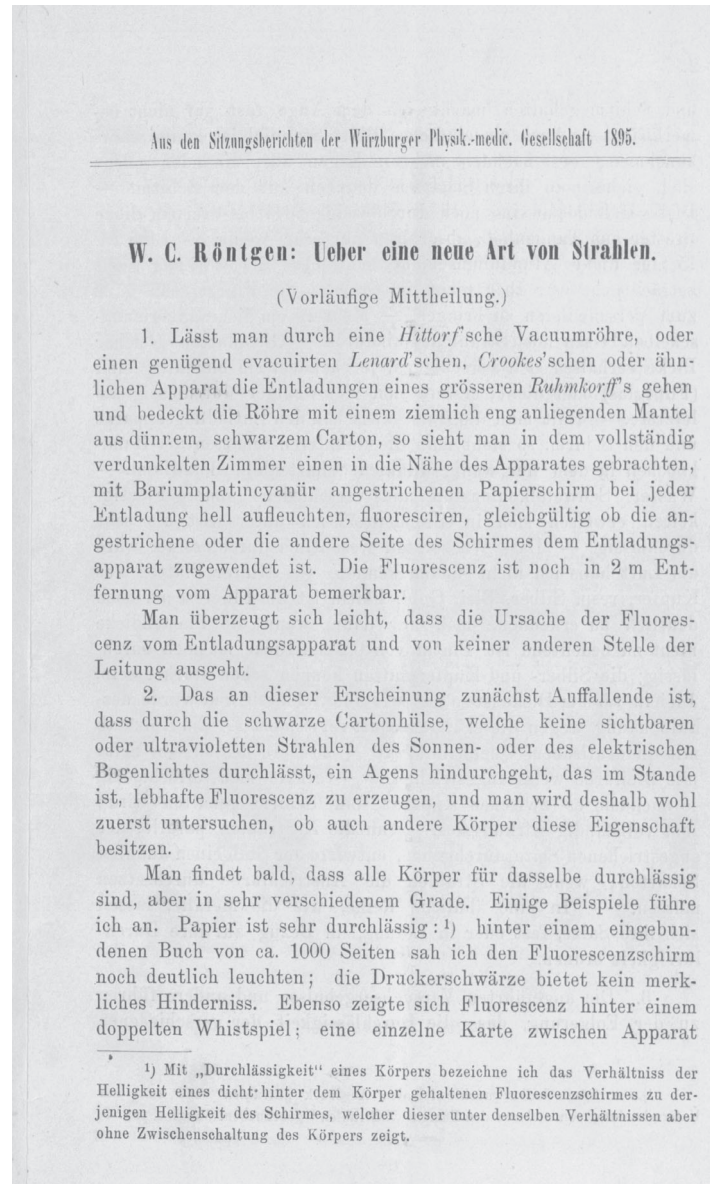 Aus den Sitzungsberichten der Würzburger Physik.-medic. Gesellschaft 1895.
W. C. Röntgen: Ueber eine neue Art von Strahlen.
(Vorläufige Mittheilung.)
1. Lässt man durch eine Hittorf'sche Vacuumröhre, oder
einen genügend evacuirten Lenard'schen, Crookes'schen oder ähn-
lichen Apparat die Entladungen eines grösseren Ruhmkorff's gehen
und bedeckt die Röhre mit einem ziemlich eng anliegenden Mantel
aus dünnem, schwarzem Carton, so sieht man in dem vollständig
verdunkelten Zimmer einen in die Nähe des Apparates gebrachten,
mit Bariumplatincyanür angestrichenen Papierschirm bei jeder
Entladung hell aufleuchten, fluoresciren, gleichgültig ob die an-
gestrichene oder die andere Seite des Schirmes dem Entladungs-
apparat zugewendet ist. Die Fluorescenz ist noch in 2 m Ent-
fernung vom Apparat bemerkbar.
Man überzeugt sich leicht, dass die Ursache der Fluores-
cenz vom Entladungsapparat und von keiner anderen Stelle der
Leitung ausgeht.
2. Das an dieser Erscheinung zunächst Auffallende ist,
dass durch die schwarze Cartonhülse, welche keine sichtbaren
oder ultravioletten Strahlen des Sonnen- oder des elektrischen
Bogenlichtes durchlässt, ein Agens hindurchgeht, das im Stande
ist, lebhafte Fluorescenz zu erzeugen, und man wird deshalb wohl
zuerst untersuchen, ob auch andere Körper diese Eigenschaft
besitzen.
Man findet bald, dass alle Körper für dasselbe durchlässig
sind, aber in sehr verschiedenem Grade. Einige Beispiele führe
ich an. Papier ist sehr durchlässig: ¹) hinter einem eingebun-
denen Buch von ca. 1000 Seiten sah ich den Fluorescenzschirm
noch deutlich leuchten; die Druckerschwärze bietet kein merk-
liches Hinderniss. Ebenso zeigte sich Fluorescenz hinter einem
doppelten Whistspiel; eine einzelne Karte zwischen Apparat
¹) Mit „Durchlässigkeit“ eines Körpers bezeichne ich das Verhältniss der
Helligkeit eines dicht hinter dem Körper gehaltenen Fluorescenzschirmes zu der-
jenigen Helligkeit des Schirmes, welcher dieser unter denselben Verhältnissen aber
ohne Zwischenschaltung des Körpers zeigt.